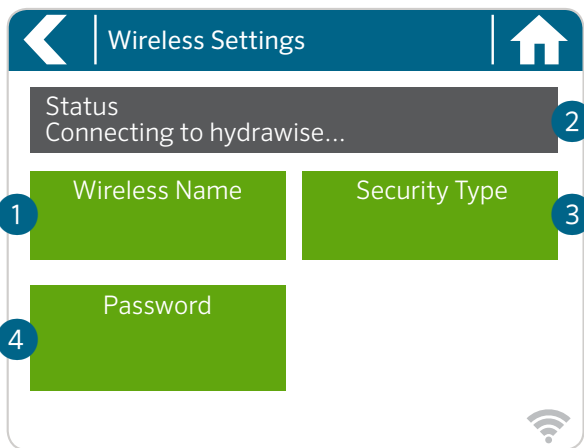 Wireless Settings
Status
Connecting to hydrawise...
2
1
Wireless Name
Security Type
3
Password
4